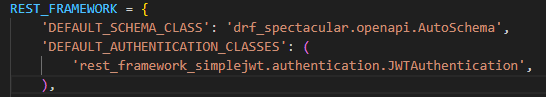 REST_FRAMEWORK = {
    'DEFAULT_SCHEMA_CLASS': 'drf_spectacular.openapi.AutoSchema',
    'DEFAULT_AUTHENTICATION_CLASSES': (
        'rest_framework_simplejwt.authentication.JWTAuthentication',
    ),